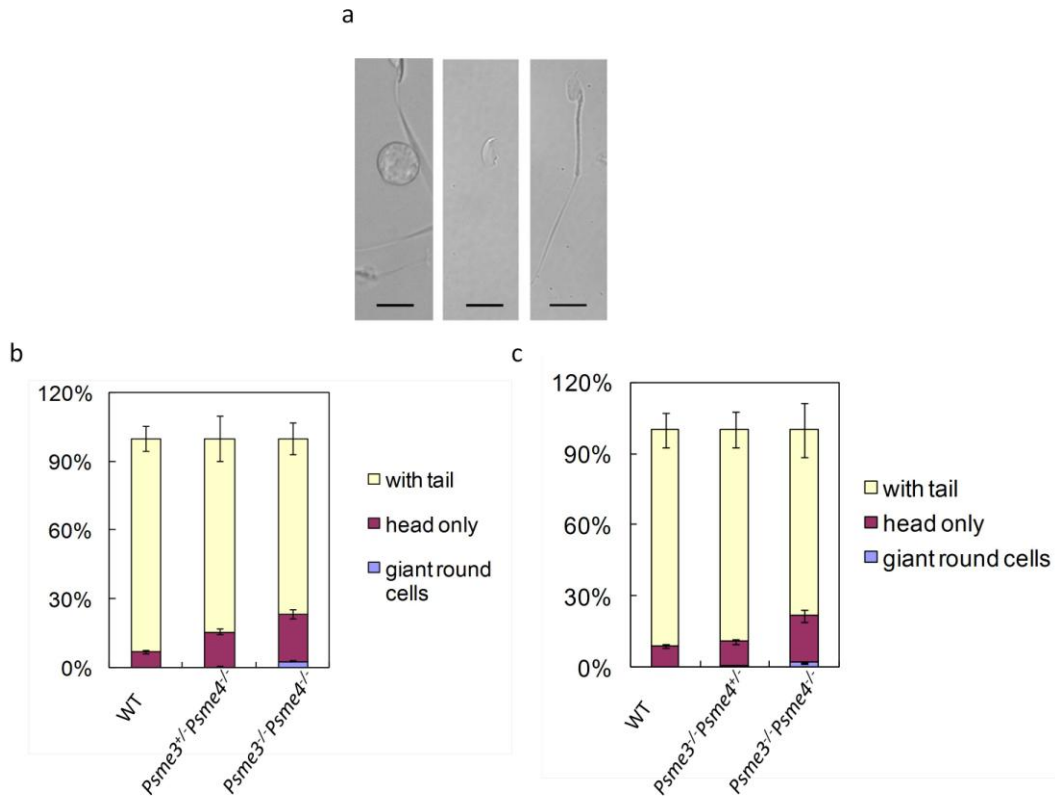 a
b
120%
90%
60%
30%
0%
WT
Psme3+/-Psme4-/-
Psme3-/-Psme4-/-
with tail
head only
giant round
cells
c
120%
90%
60%
30%
0%
WT
Psme3-/-Psme4+/-
Psme3-/-Psme4-/-
with tail
head only
giant round cells